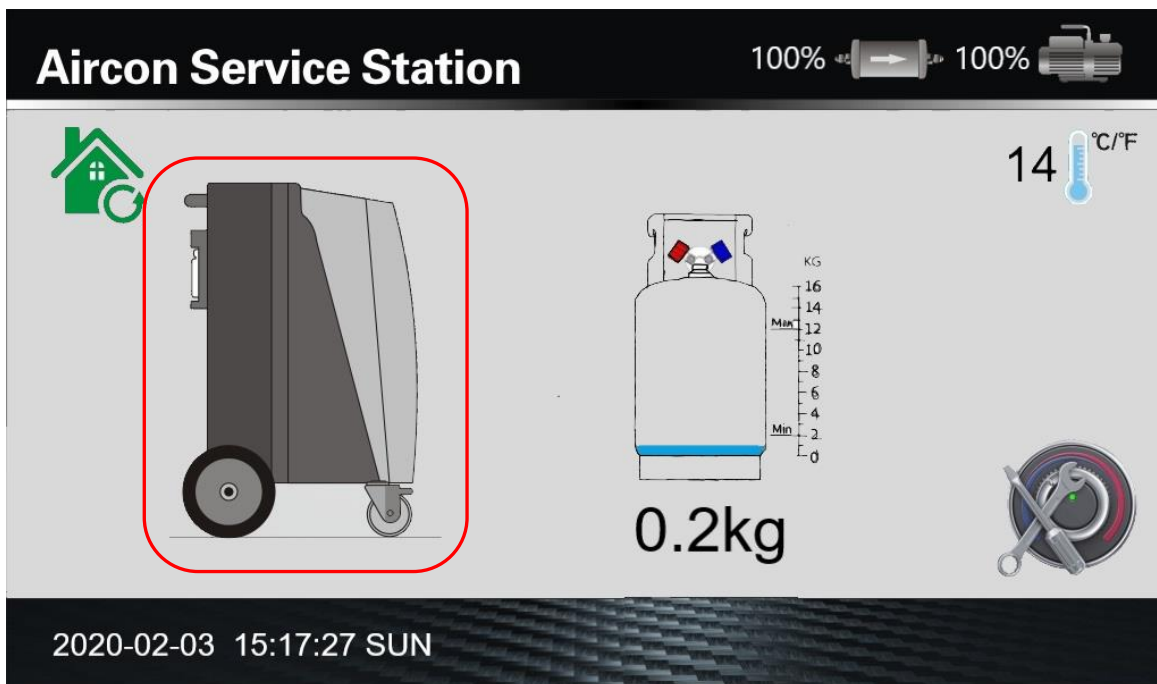 Aircon Service Station
100% 100%
14 °C/°F
KG
16
14
Max 12
10
8
6
4
Min 2
0
0.2kg
2020-02-03 15:17:27 SUN